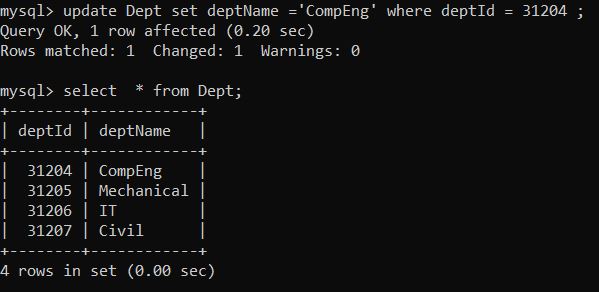 mysql> update Dept set deptName ='CompEng' where deptId = 31204 ;
Query OK, 1 row affected (0.20 sec)
Rows matched: 1  Changed: 1  Warnings: 0

mysql> select  * from Dept;
+--------+------------+
| deptId | deptName   |
+--------+------------+
|  31204 | CompEng    |
|  31205 | Mechanical |
|  31206 | IT         |
|  31207 | Civil      |
+--------+------------+
4 rows in set (0.00 sec)